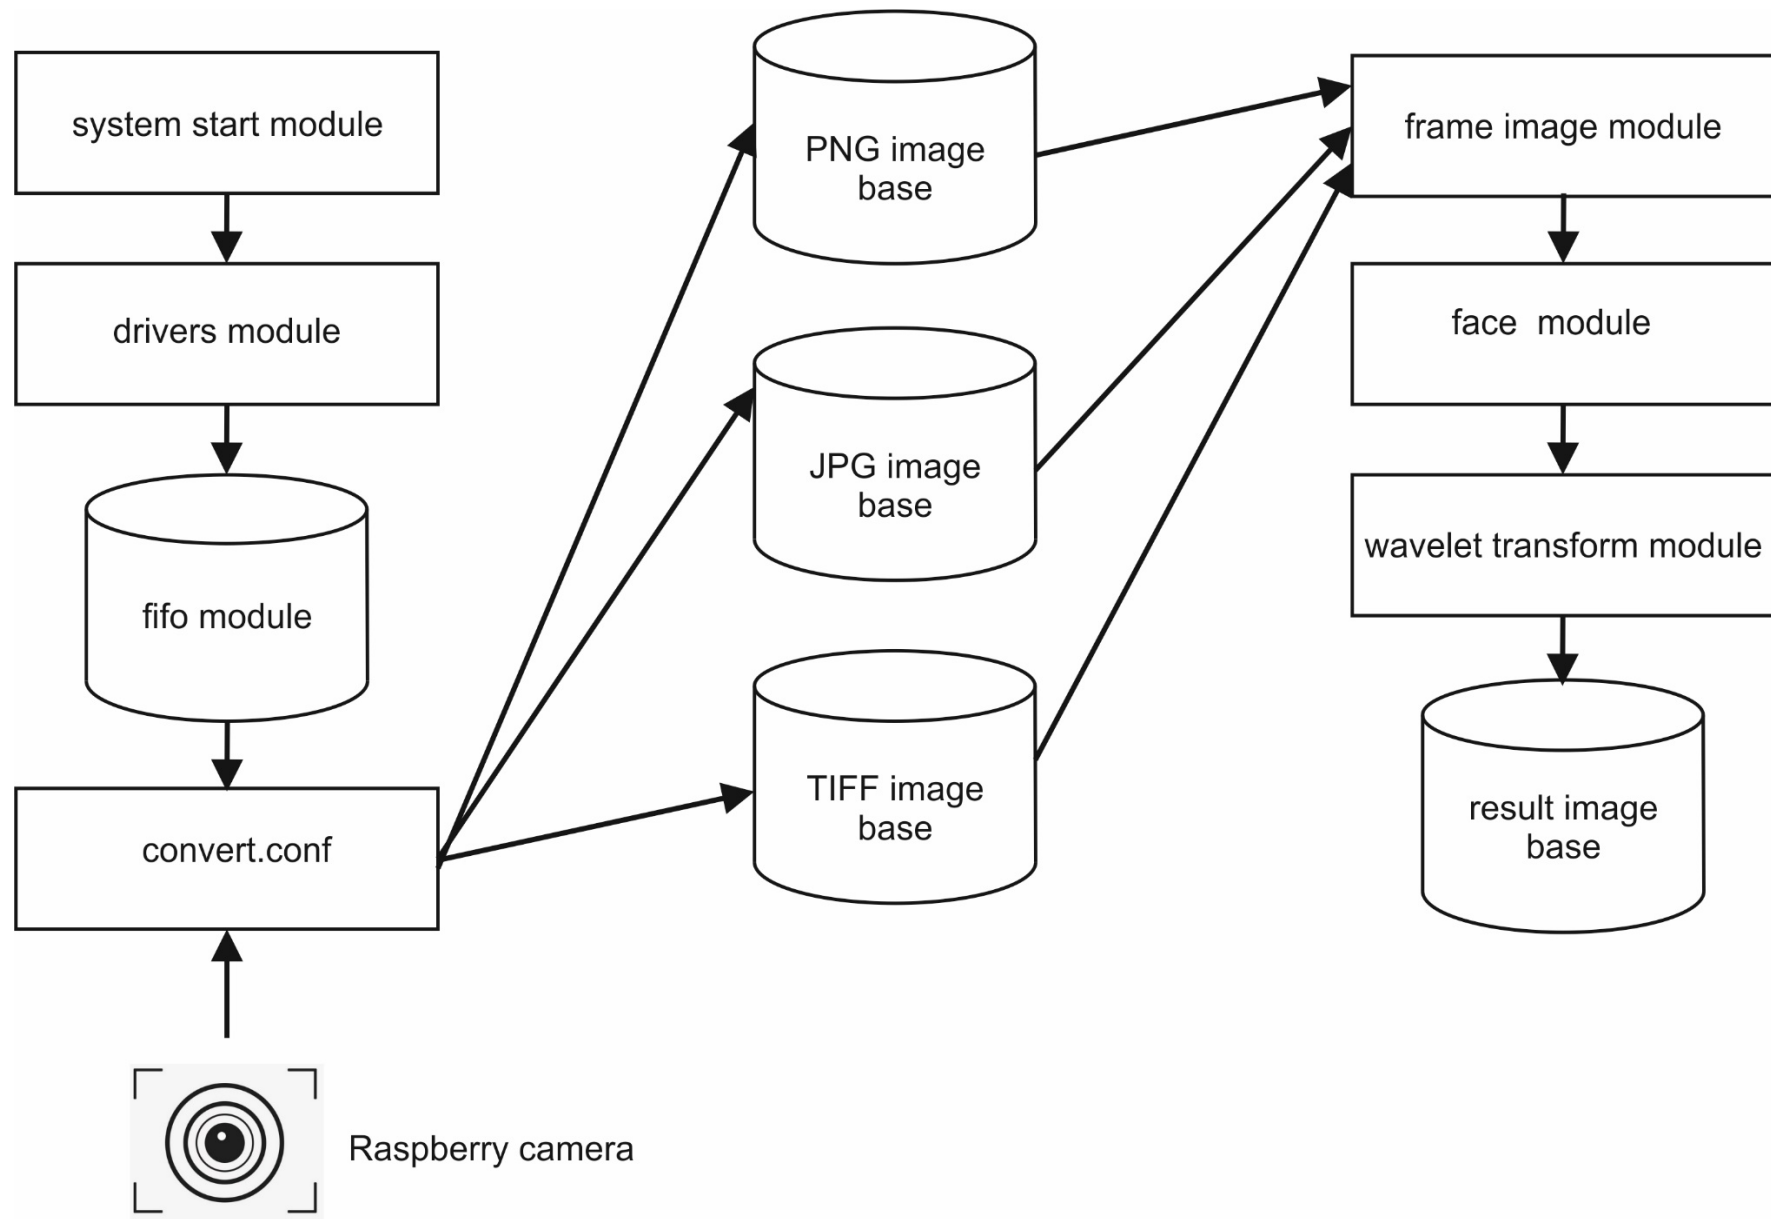 system start module
drivers module
fifo module
convert.conf
Raspberry camera
PNG image
base
JPG image
base
TIFF image
base
frame image module
face  module
wavelet transform module
result image
base